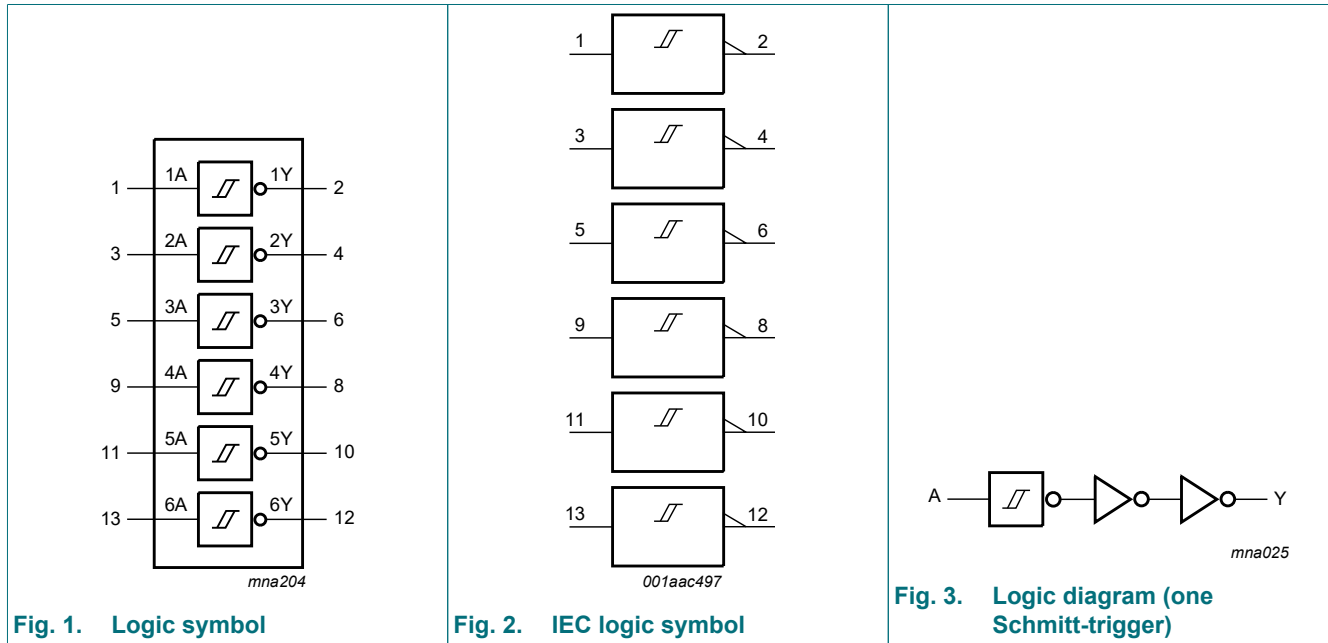 1 1A 1Y 2
3 2A 2Y 4
5 3A 3Y 6
9 4A 4Y 8
11 5A 5Y 10
13 6A 6Y 12
mna204
Fig. 1. Logic symbol
1 2
3 4
5 6
9 8
11 10
13 12
001aac497
Fig. 2. IEC logic symbol
A Y
mna025
Fig. 3. Logic diagram (one
Schmitt-trigger)